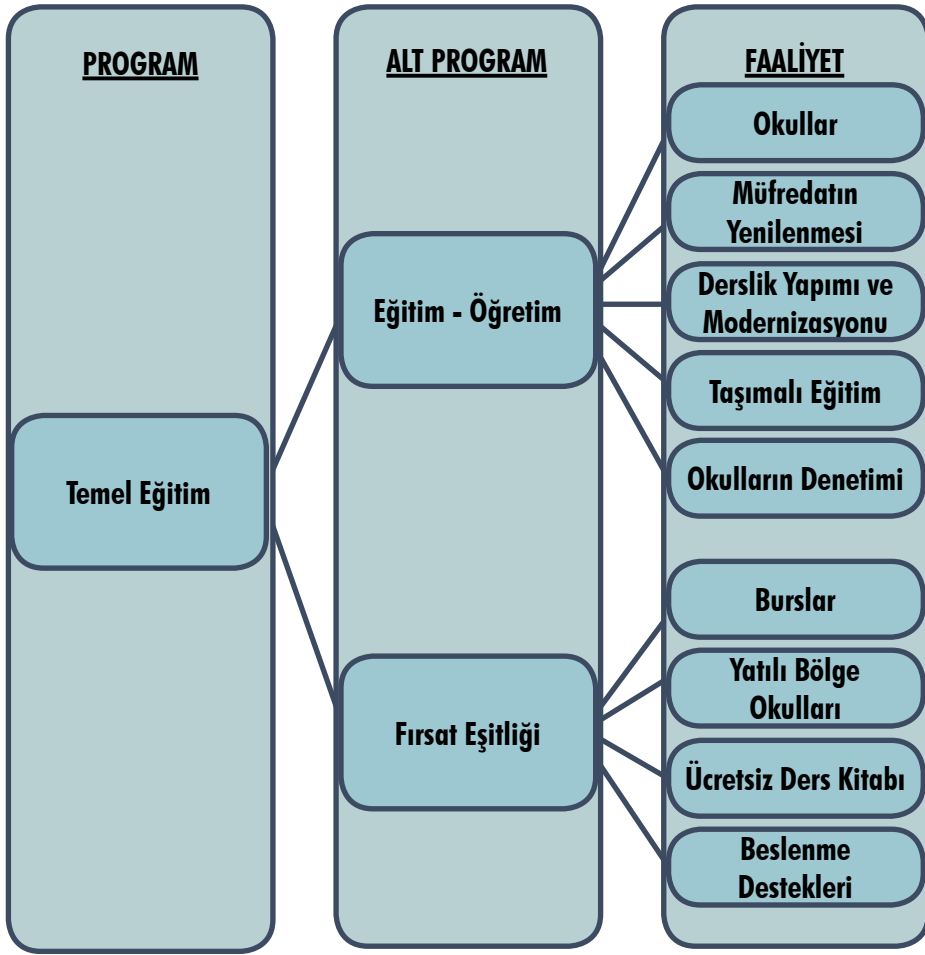 PROGRAM
Temel Eğitim
ALT PROGRAM
Eğitim - Öğretim
Fırsat Eşitliği
FAALİYET
Okullar
Müfredatın
Yenilenmesi
Derslik Yapımı ve
Modernizasyonu
Taşımalı Eğitim
Okulların Denetimi
Burslar
Yatılı Bölge
Okulları
Ücretsiz Ders Kitabı
Beslenme
Destekleri